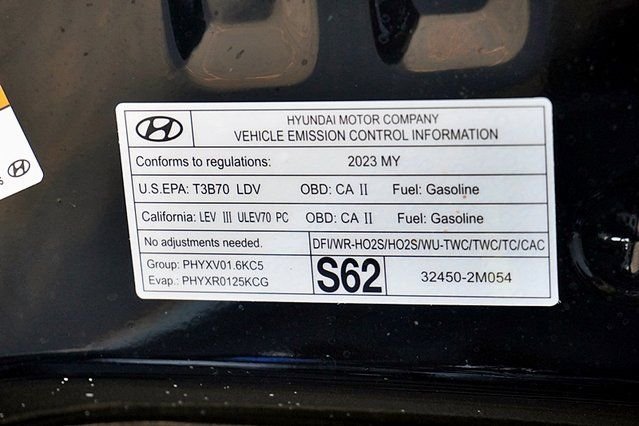 HYUNDAI MOTOR COMPANY
VEHICLE EMISSION CONTROL INFORMATION
Conforms to regulations: 2023 MY
U.S.EPA: T3B70 LDV OBD: CA II Fuel: Gasoline
California: LEV III ULEV70 PC OBD: CA II Fuel: Gasoline
No adjustments needed. DFI/WR-HO2S/HO2S/WU-TWC/TWC/TC/CAC
Group: PHYXV01.6KC5
Evap.: PHYXR0125KCG
S62
32450-2M054